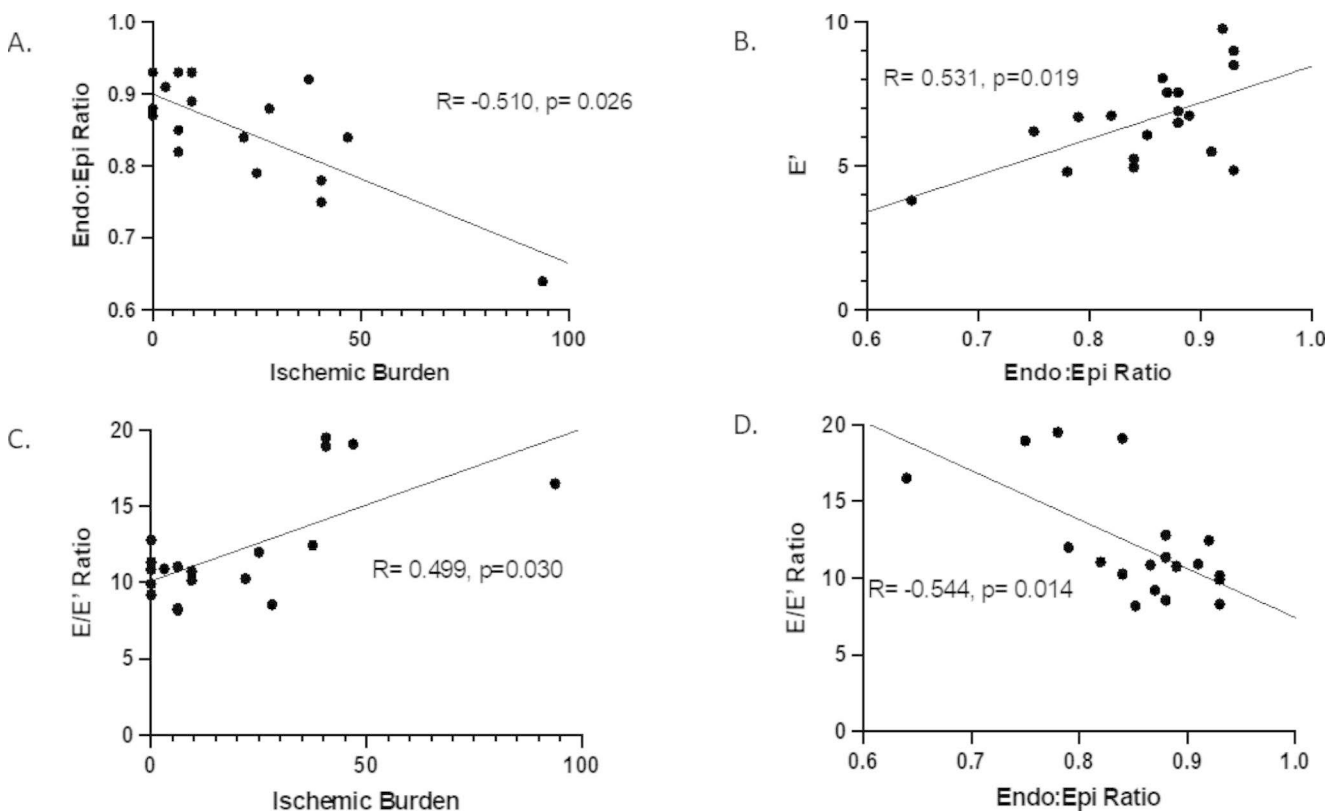 A.
1.0
0.9
0.8
0.7
0.6
Endo:Epi Ratio
R= -0.510, p= 0.026
0 50 100
Ischemic Burden
B.
10
5
0
E'
R= 0.531, p=0.019
0.6 0.7 0.8 0.9 1.0
Endo:Epi Ratio
C.
20
15
10
5
0
E/E' Ratio
R= 0.499, p=0.030
0 50 100
Ischemic Burden
D.
20
15
10
5
0
E/E' Ratio
R= -0.544, p= 0.014
0.6 0.7 0.8 0.9 1.0
Endo:Epi Ratio